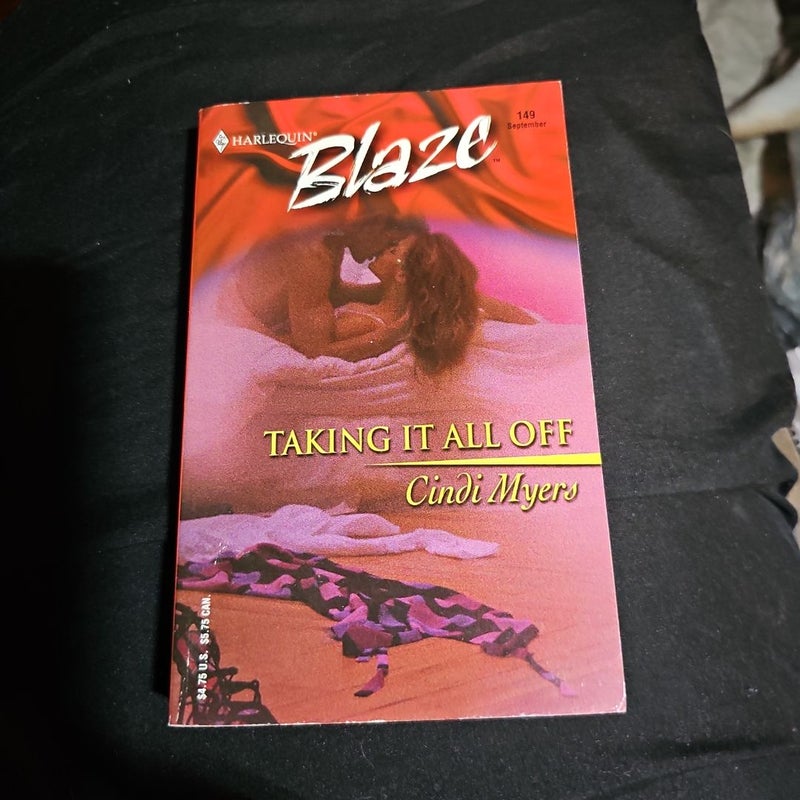 HARLEQUIN®
Blaze™
149
September
TAKING IT ALL OFF
Cindi Myers
$4.75 U.S. $5.75 CAN.